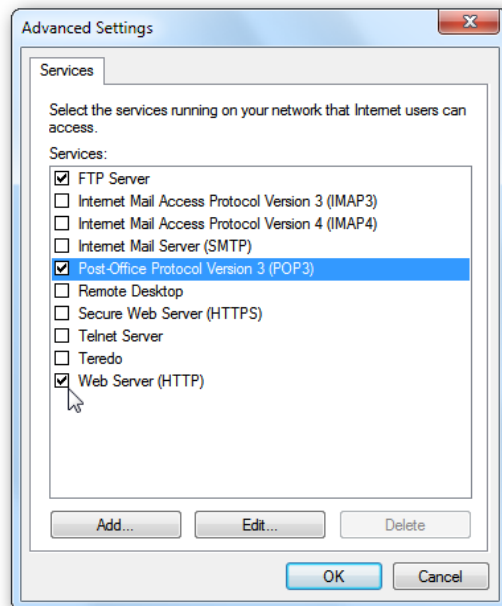 Advanced Settings
Services
Select the services running on your network that Internet users can
access.
Services:
FTP Server
Internet Mail Access Protocol Version 3 (IMAP3)
Internet Mail Access Protocol Version 4 (IMAP4)
Internet Mail Server (SMTP)
Post-Office Protocol Version 3 (POP3)
Remote Desktop
Secure Web Server (HTTPS)
Telnet Server
Teredo
Web Server (HTTP)
Add... Edit... Delete
OK Cancel